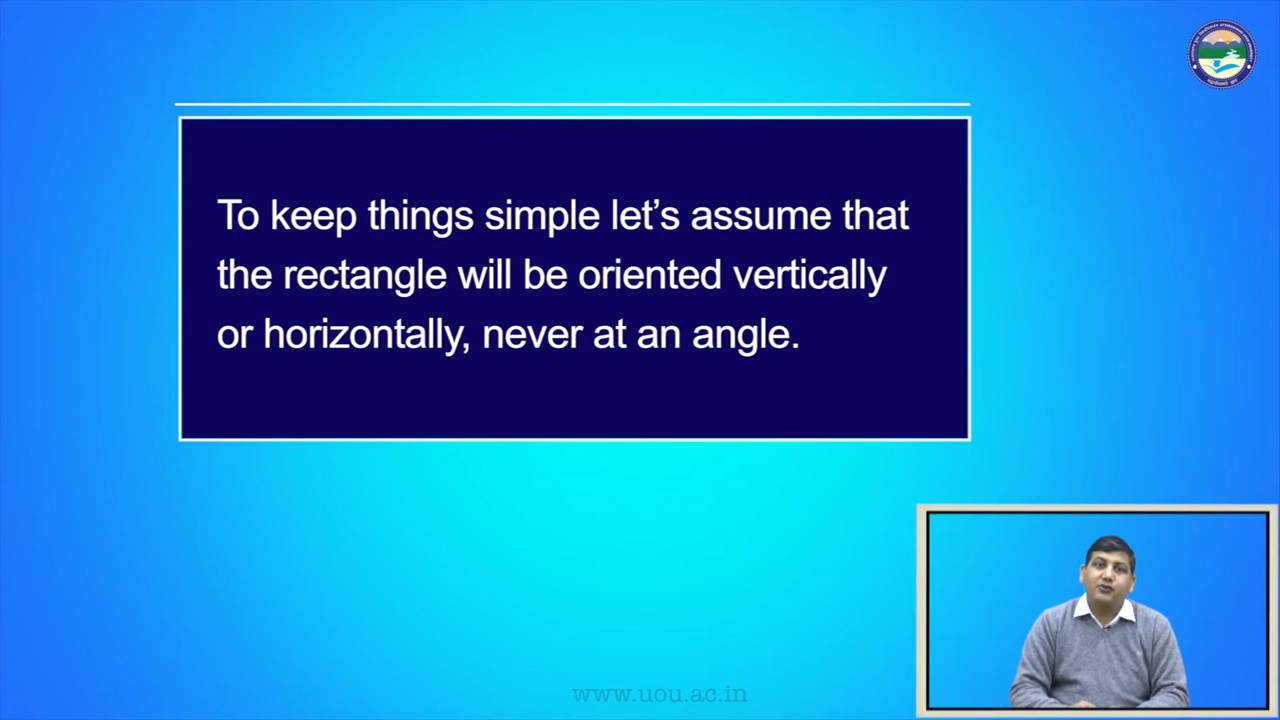 To keep things simple let’s assume that
the rectangle will be oriented vertically
or horizontally, never at an angle.
www.uou.ac.in